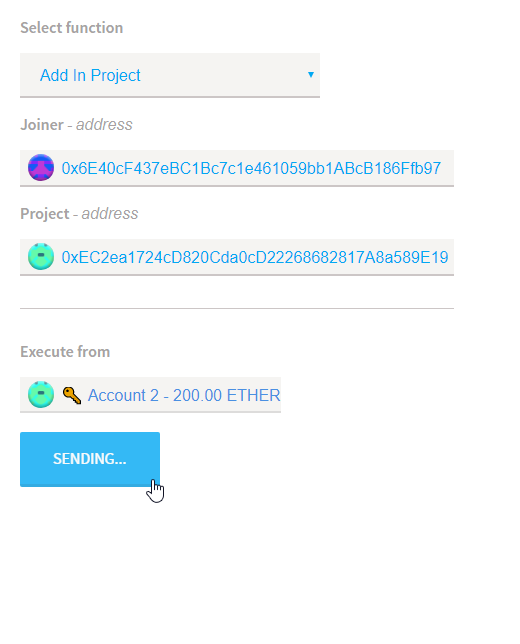 Select function
Add In Project
Joiner - address
0x6E40cF437eBC1Bc7c1e461059bb1ABcB186Ffb97
Project - address
0xEC2ea1724cD820Cda0cD22268682817A8a589E19
Execute from
Account 2 - 200.00 ETHER
SENDING...